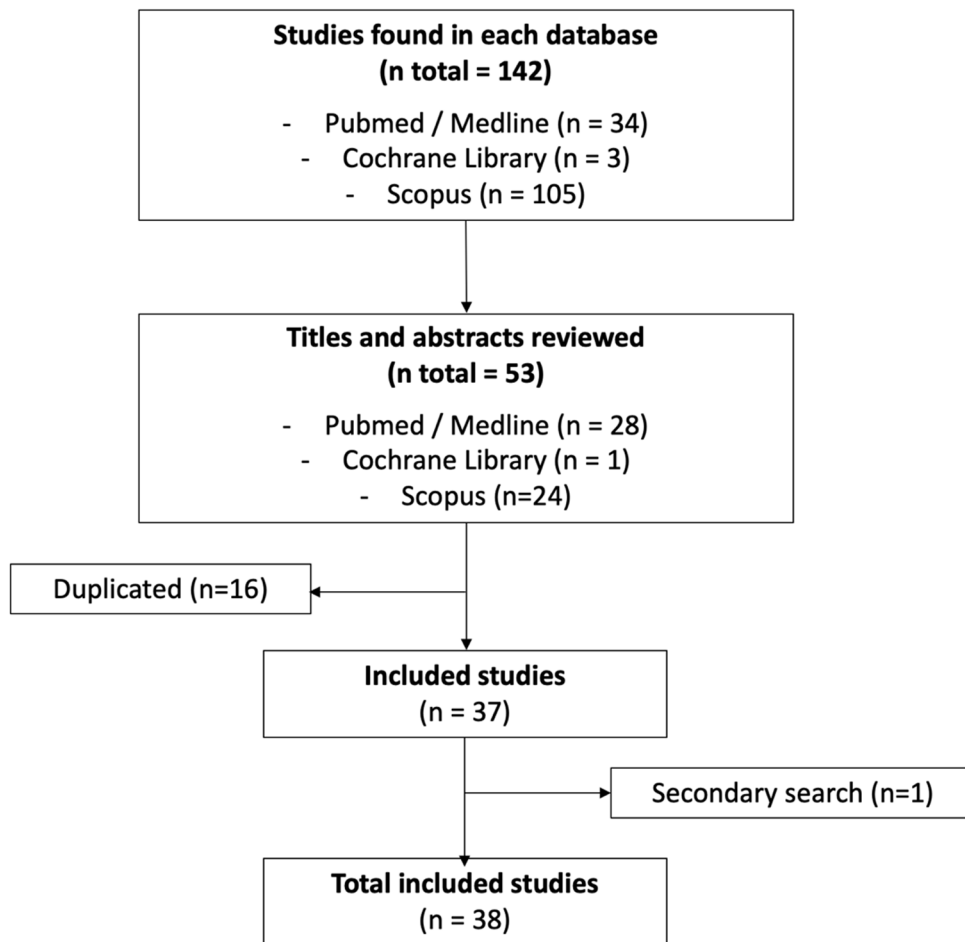 Studies found in each database
(n total = 142)
- Pubmed / Medline (n = 34)
- Cochrane Library (n = 3)
- Scopus (n = 105)
Titles and abstracts reviewed
(n total = 53)
- Pubmed / Medline (n = 28)
- Cochrane Library (n = 1)
- Scopus (n=24)
Duplicated (n=16)
Included studies
(n = 37)
Secondary search (n=1)
Total included studies
(n = 38)